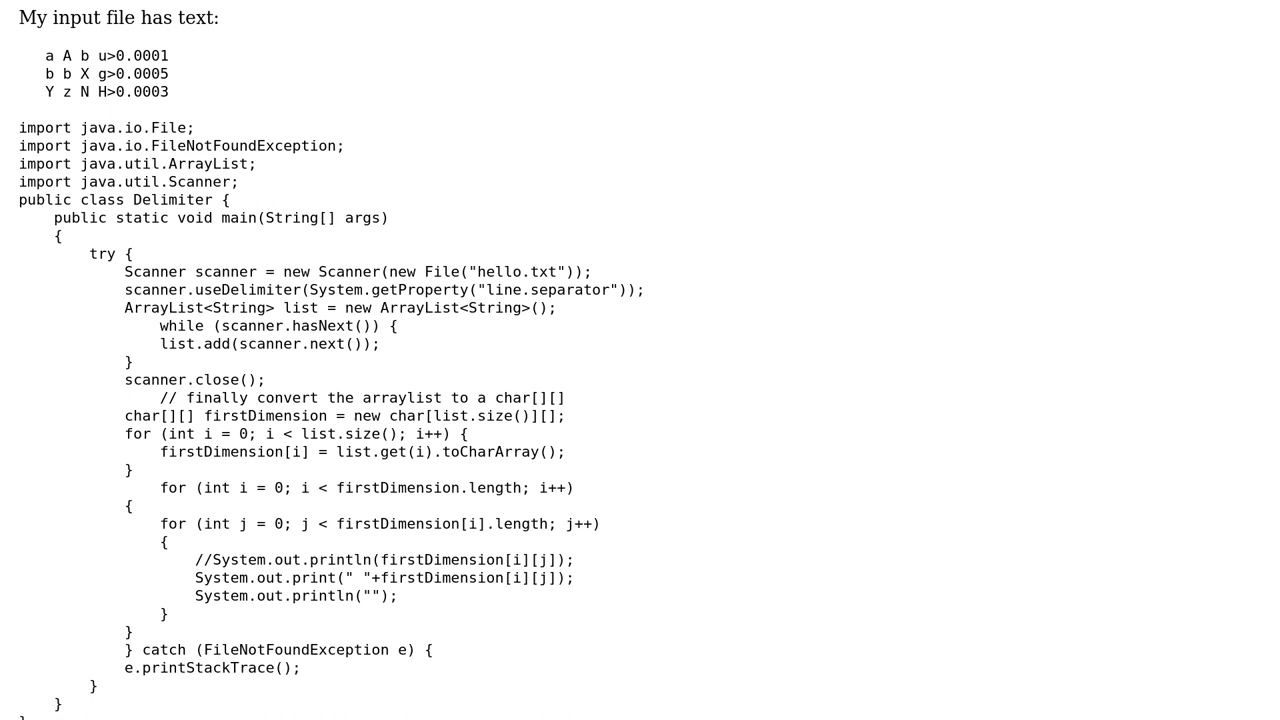 My input file has text:
a A b u>0.0001
b b X g>0.0005
Y z N H>0.0003
import java.io.File;
import java.io.FileNotFoundException;
import java.util.ArrayList;
import java.util.Scanner;
public class Delimiter {
    public static void main(String[] args)
    {
        try {
            Scanner scanner = new Scanner(new File("hello.txt"));
            scanner.useDelimiter(System.getProperty("line.separator"));
            ArrayList<String> list = new ArrayList<String>();
                while (scanner.hasNext()) {
                list.add(scanner.next());
            }
            scanner.close();
                // finally convert the arraylist to a char[][]
            char[][] firstDimension = new char[list.size()][];
            for (int i = 0; i < list.size(); i++) {
                firstDimension[i] = list.get(i).toCharArray();
            }
                for (int i = 0; i < firstDimension.length; i++)
            {
                for (int j = 0; j < firstDimension[i].length; j++)
                {
                    //System.out.println(firstDimension[i][j]);
                    System.out.print(" "+firstDimension[i][j]);
                    System.out.println("");
                }
            }
            } catch (FileNotFoundException e) {
            e.printStackTrace();
        }
    }
}